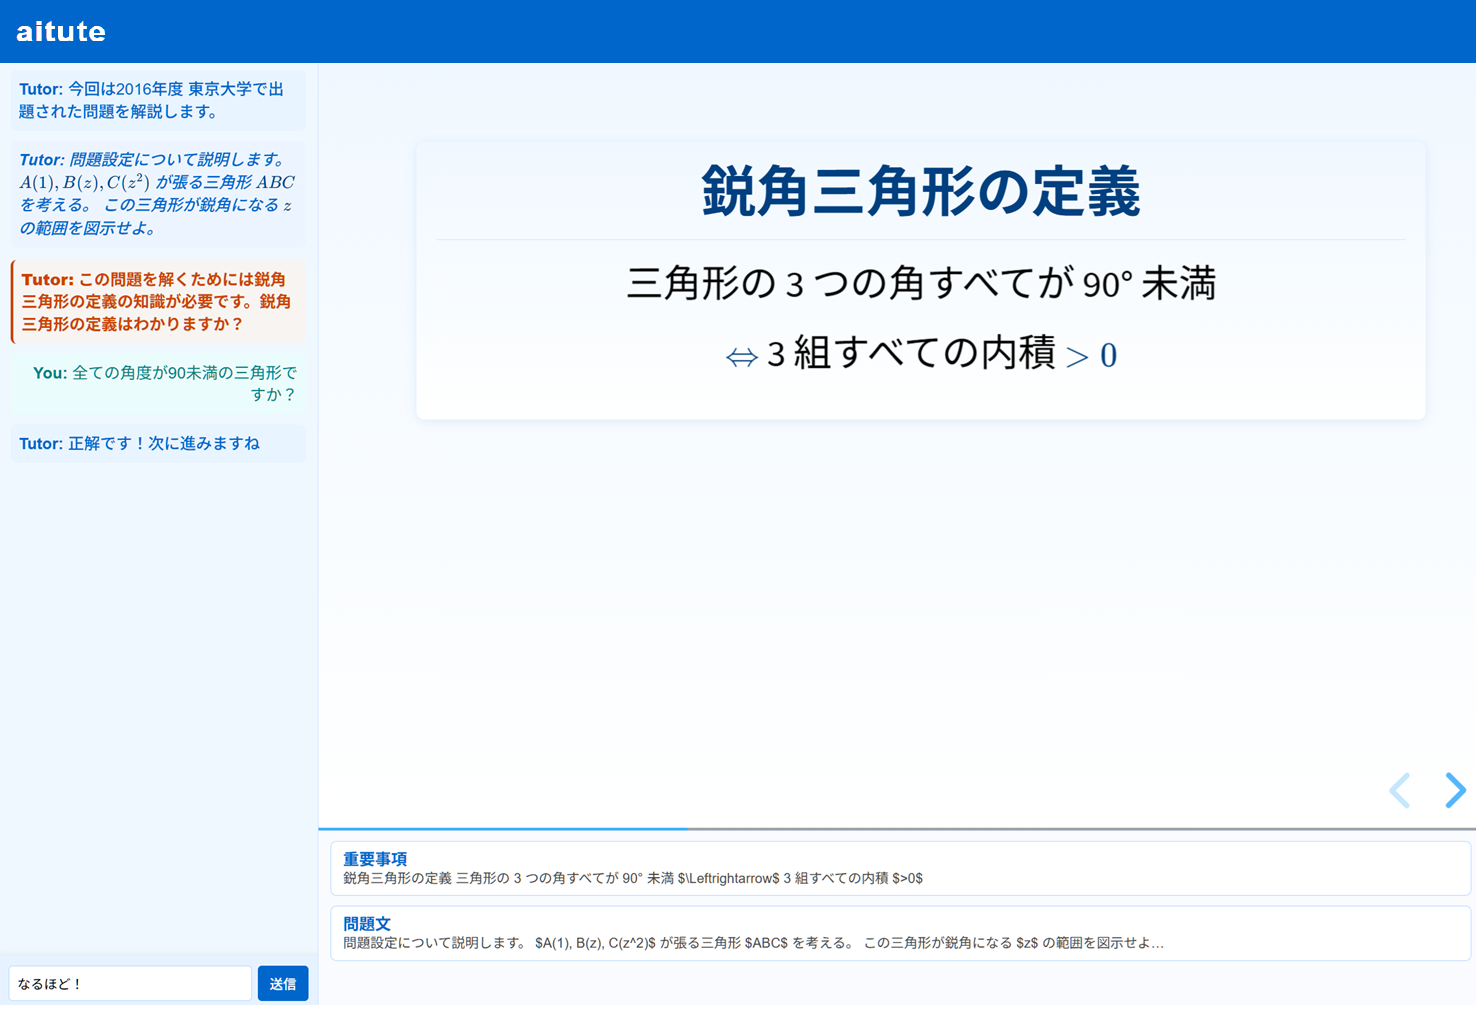 aitute
Tutor: 今回は2016年度 東京大学で出
題された問題を解説します。
Tutor: 問題設定について説明します。
A(1), B(z), C(z²) が張る三角形 ABC
を考える。 この三角形が鋭角になる z
の範囲を図示せよ。
Tutor: この問題を解くためには鋭角
三角形の定義の知識が必要です。鋭角
三角形の定義はわかりますか？
You: 全ての角度が90未満の三角形で
すか？
Tutor: 正解です！次に進みますね
なるほど！
送信
鋭角三角形の定義
三角形の 3 つの角すべてが 90° 未満
⇔ 3 組すべての内積 > 0
重要事項
鋭角三角形の定義 三角形の 3 つの角すべてが 90° 未満 $\Leftrightarrow$ 3 組すべての内積 $>0$
問題文
問題設定について説明します。 $A(1), B(z), C(z^2)$ が張る三角形 $ABC$ を考える。 この三角形が鋭角になる $z$ の範囲を図示せよ…